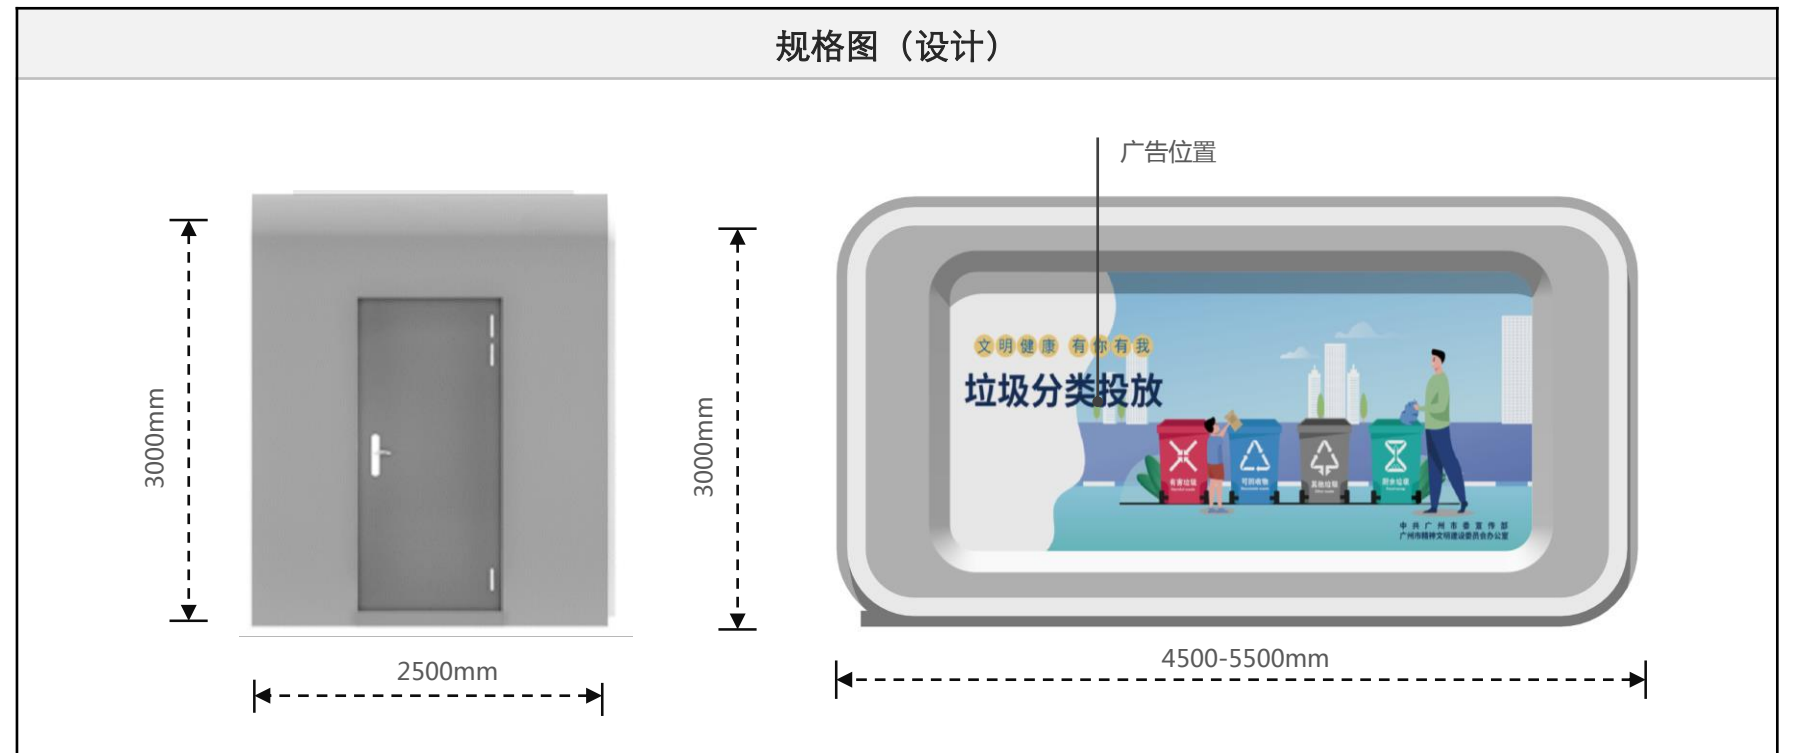 规格图（设计）
广告位置
3000mm
2500mm
3000mm
4500-5500mm
文明健康 有你有我
垃圾分类投放
有害垃圾
可回收物
其他垃圾
厨余垃圾
中共广州市委宣传部
广州市精神文明建设委员会办公室